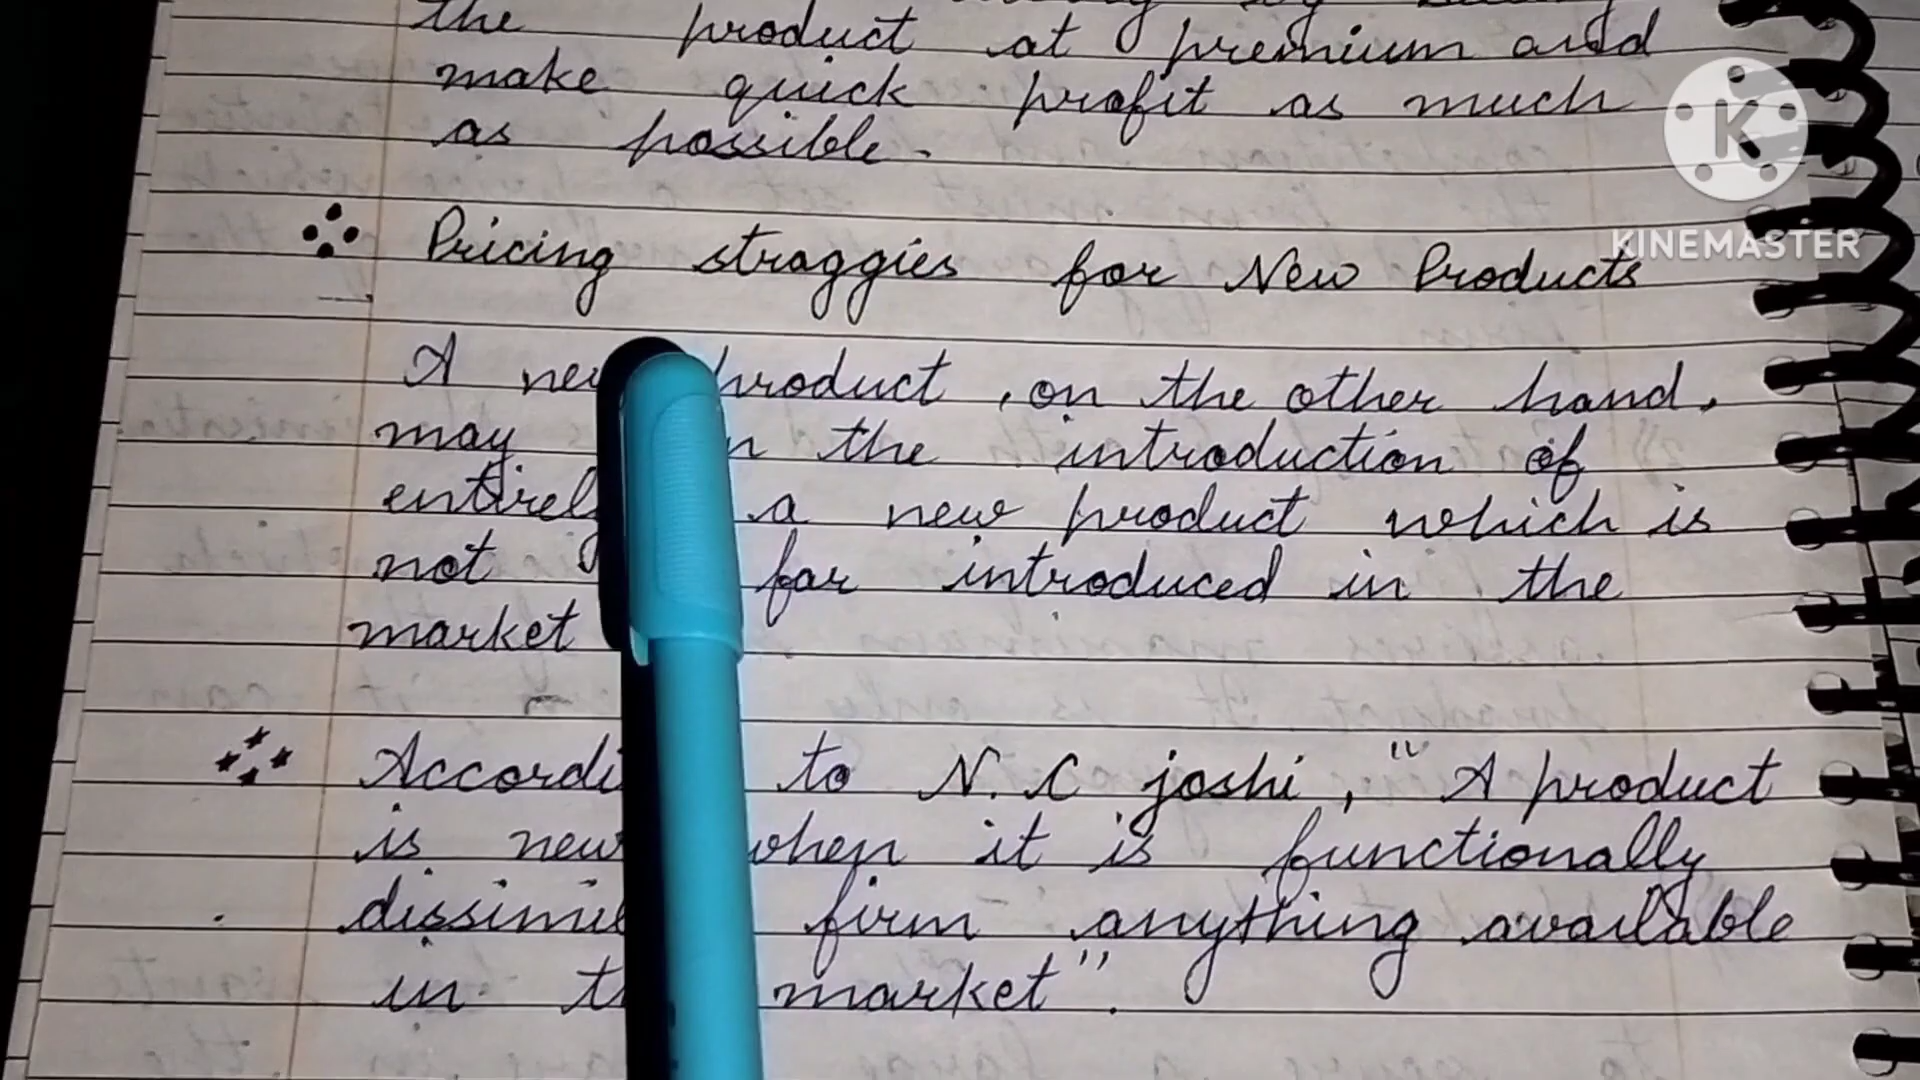 the product at premium and
make quick profit as much
as possible.
Pricing straggies for New Products
A new product, on the other hand,
may the introduction of
entirely a new product which is
not far introduced in the
market
to N. C joshi, "A product
is new when it is functionally
firm anything available
in market".
K
KINEMASTER